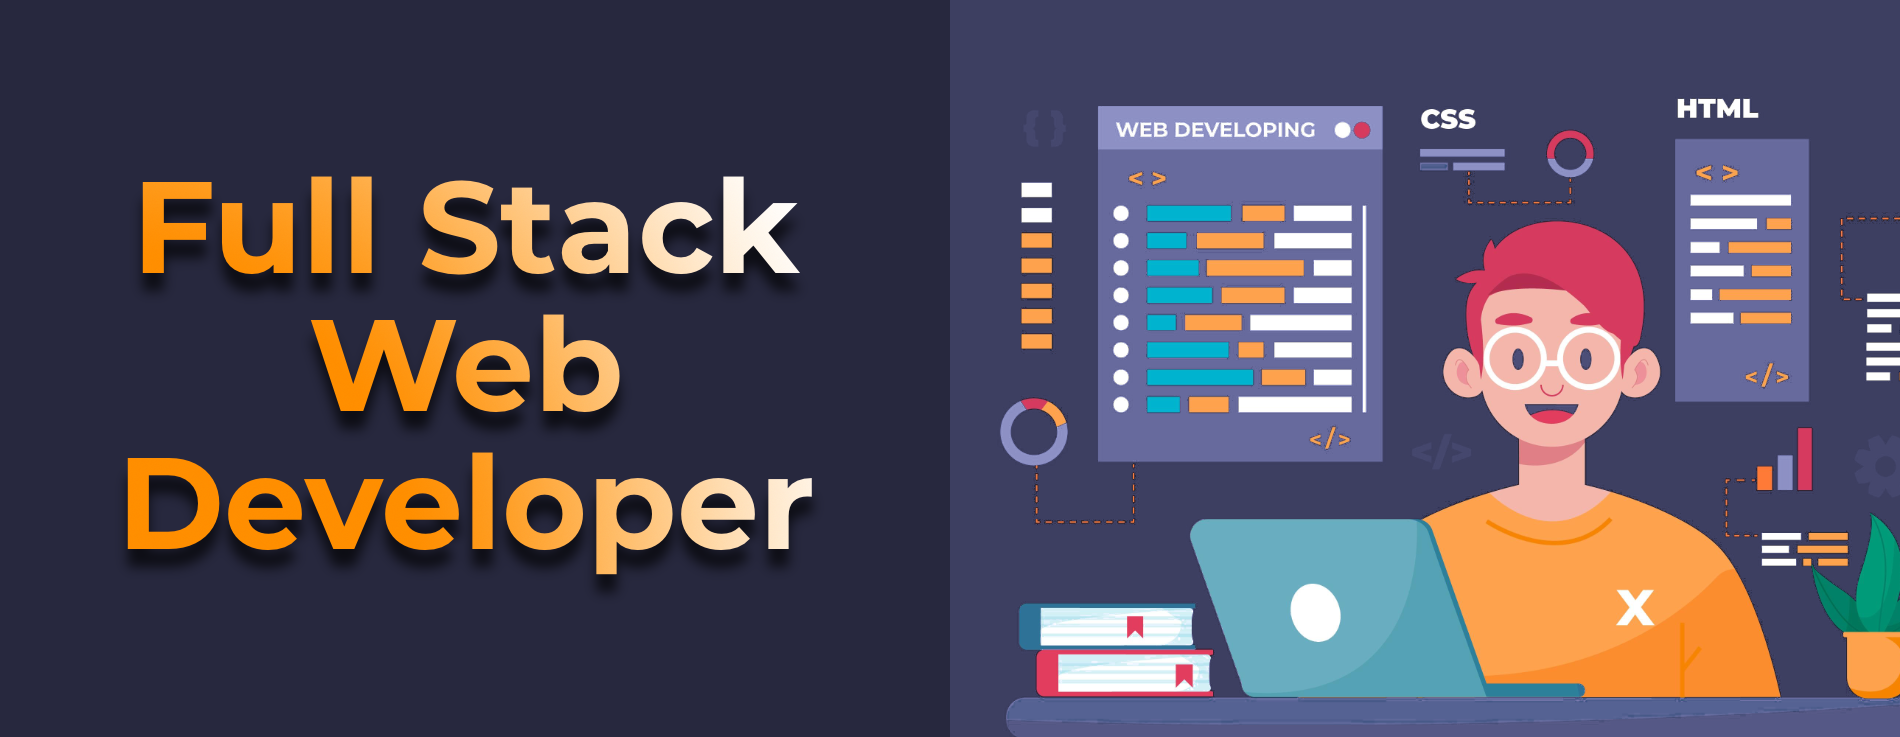 Full Stack
Web
Developer
{ }
WEB DEVELOPING
< >
</>
CSS
HTML
< >
</>
</>
X